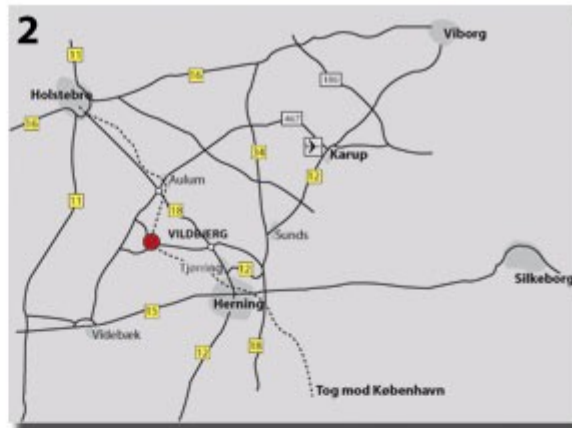 2
Viborg
11
16
186
Holstebro
467
16
34
Karup
12
Aulum
11
18
VILDBJERG
Sunds
Tjørring
12
Silkeborg
Herning
15
Videbæk
12
18
Tog mod København